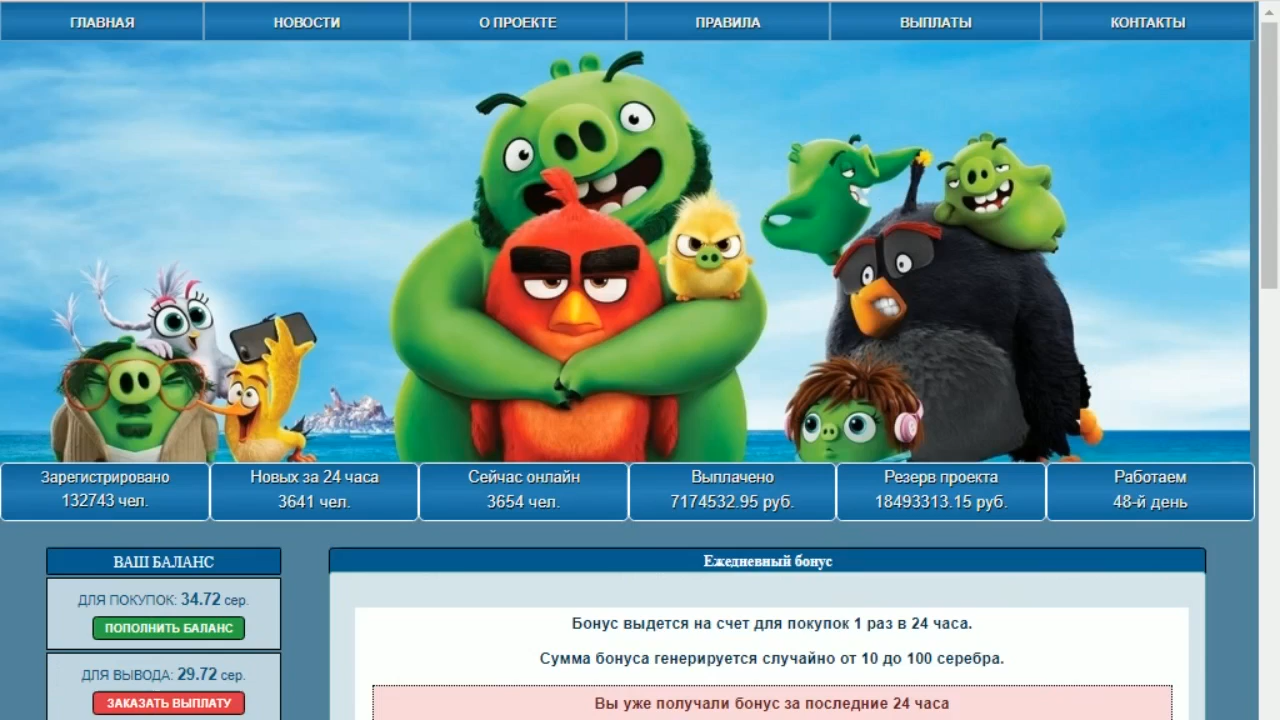 ГЛАВНАЯ
НОВОСТИ
О ПРОЕКТЕ
ПРАВИЛА
ВЫПЛАТЫ
КОНТАКТЫ
Зарегистрировано
132743 чел.
Новых за 24 часа
3641 чел.
Сейчас онлайн
3654 чел.
Выплачено
7174532.95 руб.
Резерв проекта
18493313.15 руб.
Работаем
48-й день
ВАШ БАЛАНС
ДЛЯ ПОКУПОК: 34.72 сер.
ПОПОЛНИТЬ БАЛАНС
ДЛЯ ВЫВОДА: 29.72 сер.
ЗАКАЗАТЬ ВЫПЛАТУ
Ежедневный бонус
Бонус выдется на счет для покупок 1 раз в 24 часа.
Сумма бонуса генерируется случайно от 10 до 100 серебра.
Вы уже получали бонус за последние 24 часа